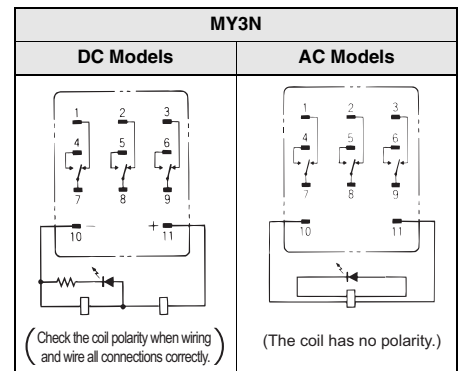 MY3N
DC Models
AC Models
1 2 3
4 5 6
7 8 9
10 − + 11
1 2 3
4 5 6
7 8 9
10 11
(Check the coil polarity when wiring
and wire all connections correctly.)
(The coil has no polarity.)